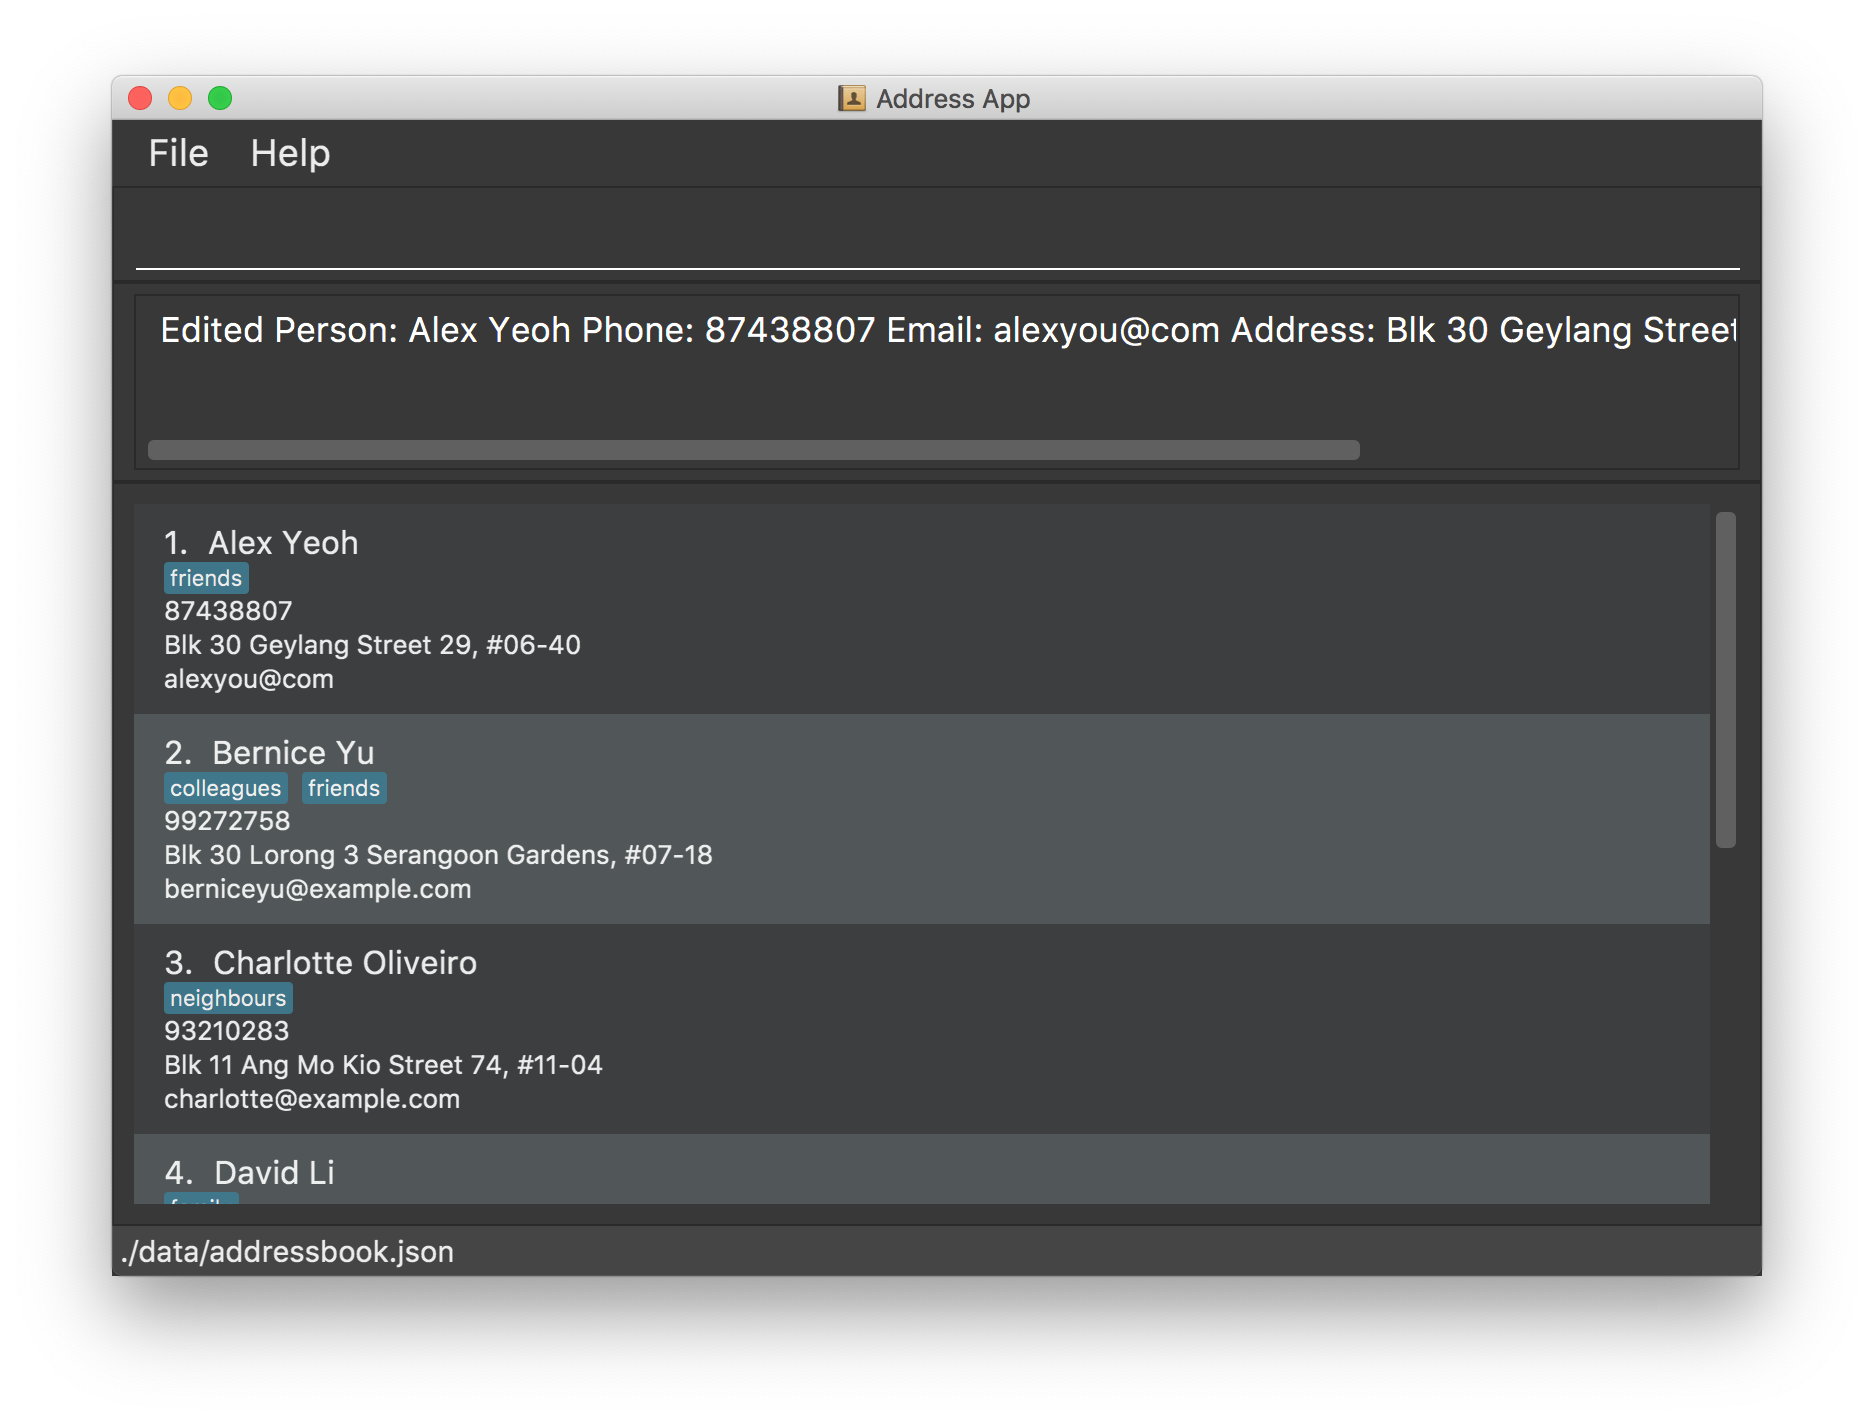 Address App
File Help
Edited Person: Alex Yeoh Phone: 87438807 Email: alexyou@com Address: Blk 30 Geylang Street
1. Alex Yeoh
friends
87438807
Blk 30 Geylang Street 29, #06-40
alexyou@com
2. Bernice Yu
colleagues friends
99272758
Blk 30 Lorong 3 Serangoon Gardens, #07-18
berniceyu@example.com
3. Charlotte Oliveiro
neighbours
93210283
Blk 11 Ang Mo Kio Street 74, #11-04
charlotte@example.com
4. David Li
./data/addressbook.json